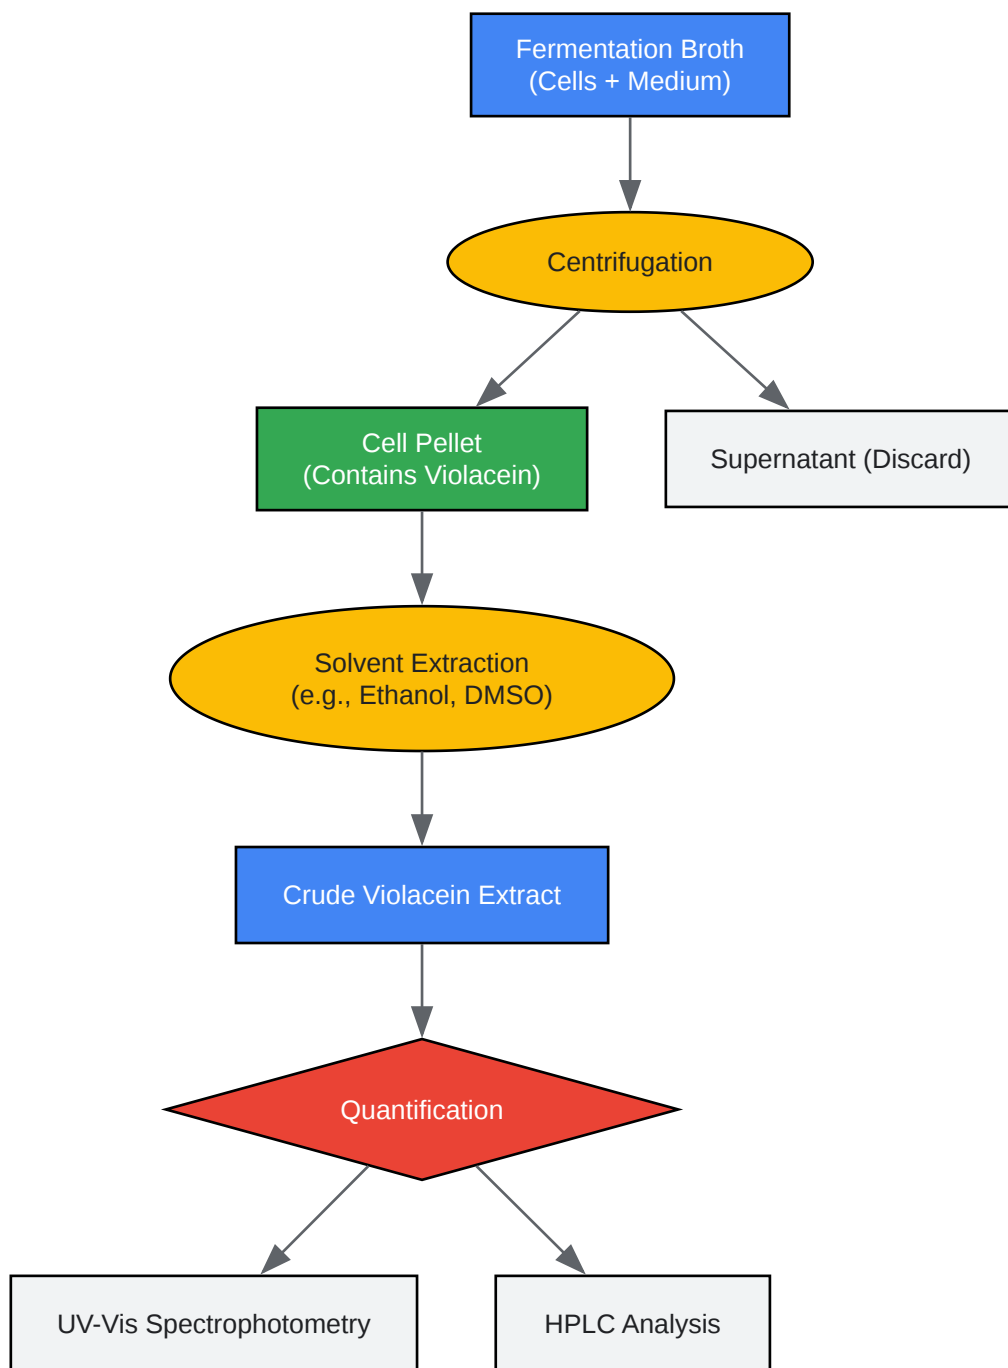 Fermentation Broth
(Cells + Medium)
Centrifugation
Cell Pellet
(Contains Violacein)
Supernatant (Discard)
Solvent Extraction
(e.g., Ethanol, DMSO)
Crude Violacein Extract
Quantification
UV-Vis Spectrophotometry
HPLC Analysis